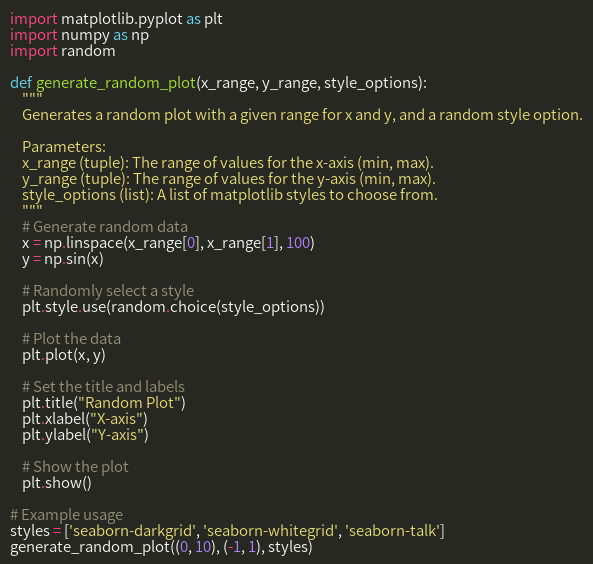 import matplotlib.pyplot as plt
import numpy as np
import random
def generate_random_plot(x_range, y_range, style_options):
"""
Generates a random plot with a given range for x and y, and a random style option.
Parameters:
x_range (tuple): The range of values for the x-axis (min, max).
y_range (tuple): The range of values for the y-axis (min, max).
style_options (list): A list of matplotlib styles to choose from.
"""
# Generate random data
x = np.linspace(x_range[0], x_range[1], 100)
y = np.sin(x)
# Randomly select a style
plt.style.use(random.choice(style_options))
# Plot the data
plt.plot(x, y)
# Set the title and labels
plt.title("Random Plot")
plt.xlabel("X-axis")
plt.ylabel("Y-axis")
# Show the plot
plt.show()
# Example usage
styles = ['seaborn-darkgrid', 'seaborn-whitegrid', 'seaborn-talk']
generate_random_plot((0, 10), (-1, 1), styles)